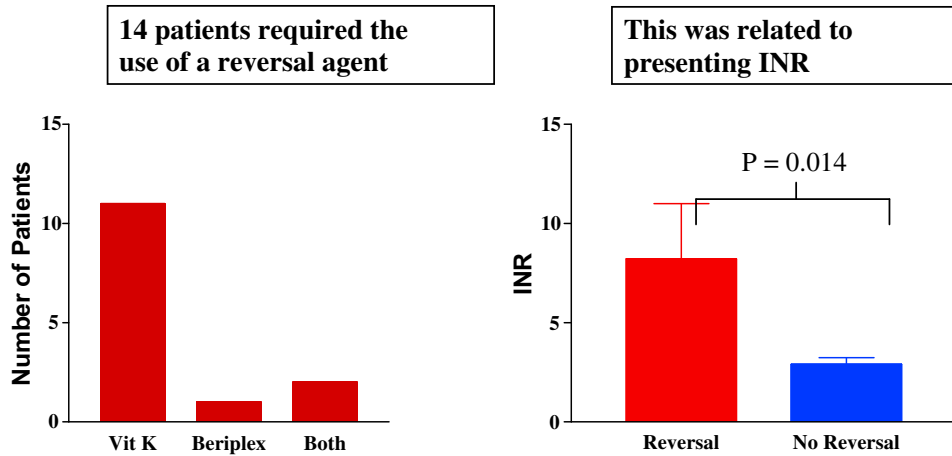 14 patients required the
use of a reversal agent
This was related to
presenting INR
15
10
5
0
Number of Patients
Vit K
Beriplex
Both
15
10
5
0
INR
P = 0.014
Reversal
No Reversal